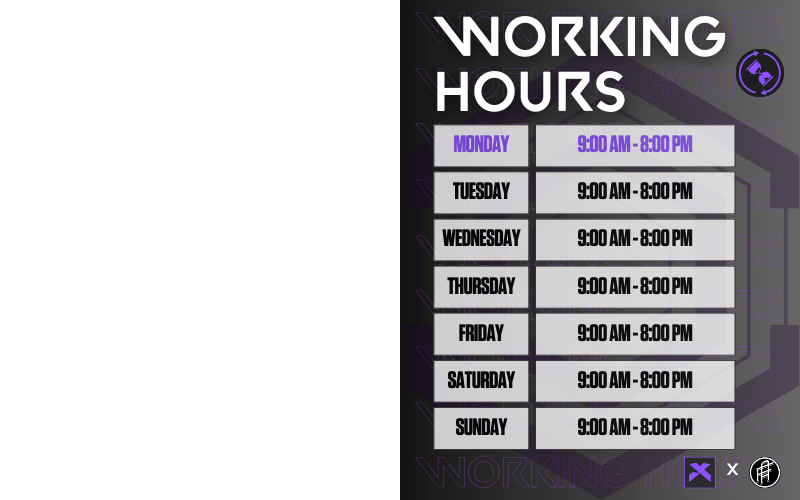 WORKING
HOURS
MONDAY 9:00 AM - 8:00 PM
TUESDAY 9:00 AM - 8:00 PM
WEDNESDAY 9:00 AM - 8:00 PM
THURSDAY 9:00 AM - 8:00 PM
FRIDAY 9:00 AM - 8:00 PM
SATURDAY 9:00 AM - 8:00 PM
SUNDAY 9:00 AM - 8:00 PM
WORKING HO
X